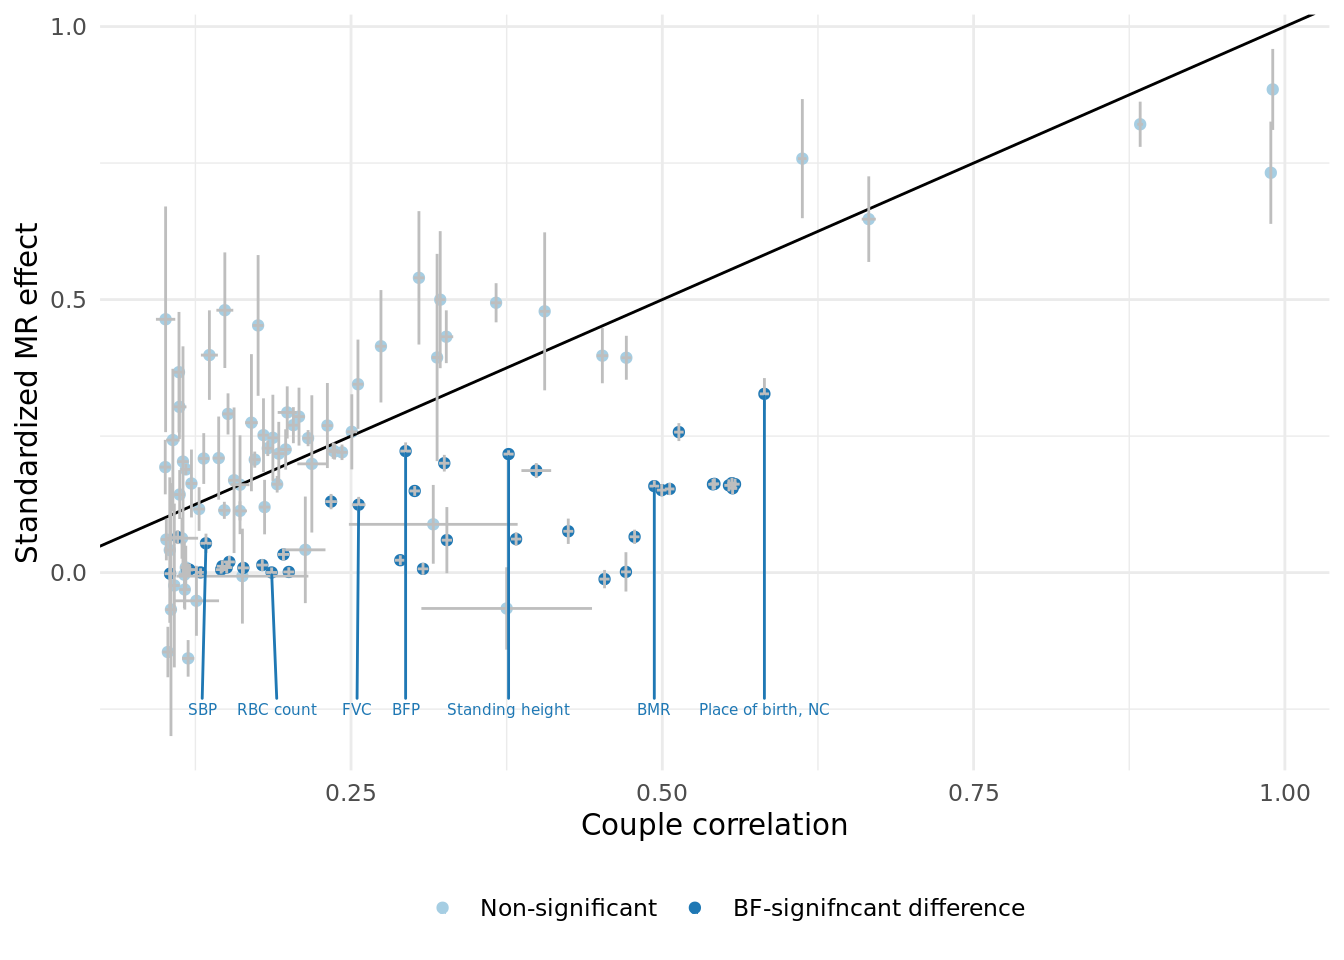 1.0
0.5
0.0
Standardized MR effect
SBP RBC count FVC BFP Standing height BMR Place of birth, NC
0.25 0.50 0.75 1.00
Couple correlation
Non-significant BF-signifncant difference